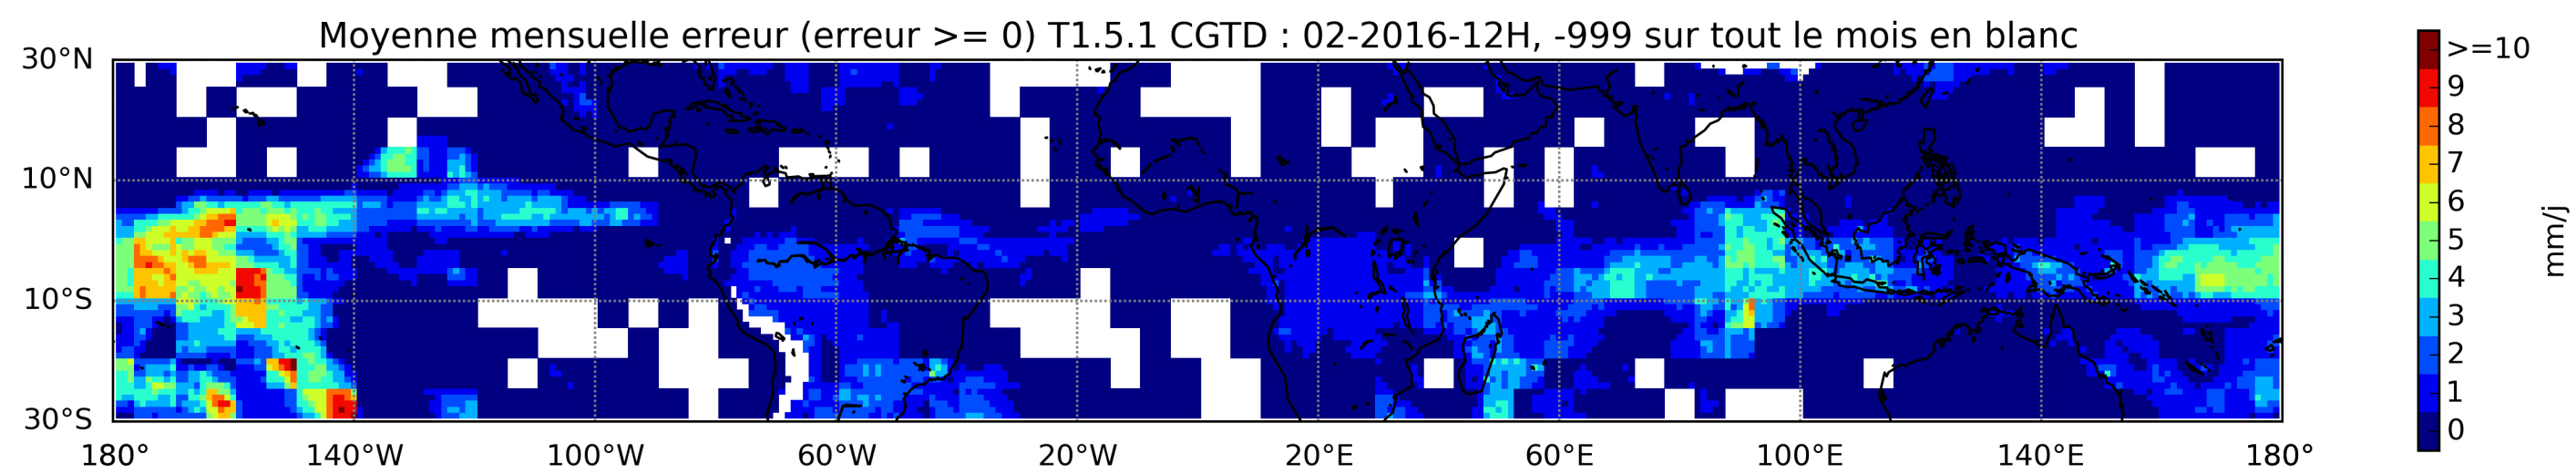 Moyenne mensuelle erreur (erreur >= 0) T1.5.1 CGTD : 02-2016-12H, -999 sur tout le mois en blanc
30°N
10°N
10°S
30°S
180° 140°W 100°W 60°W 20°W 20°E 60°E 100°E 140°E 180°
>=10
9
8
7
6
5
4
3
2
1
0
mm/j